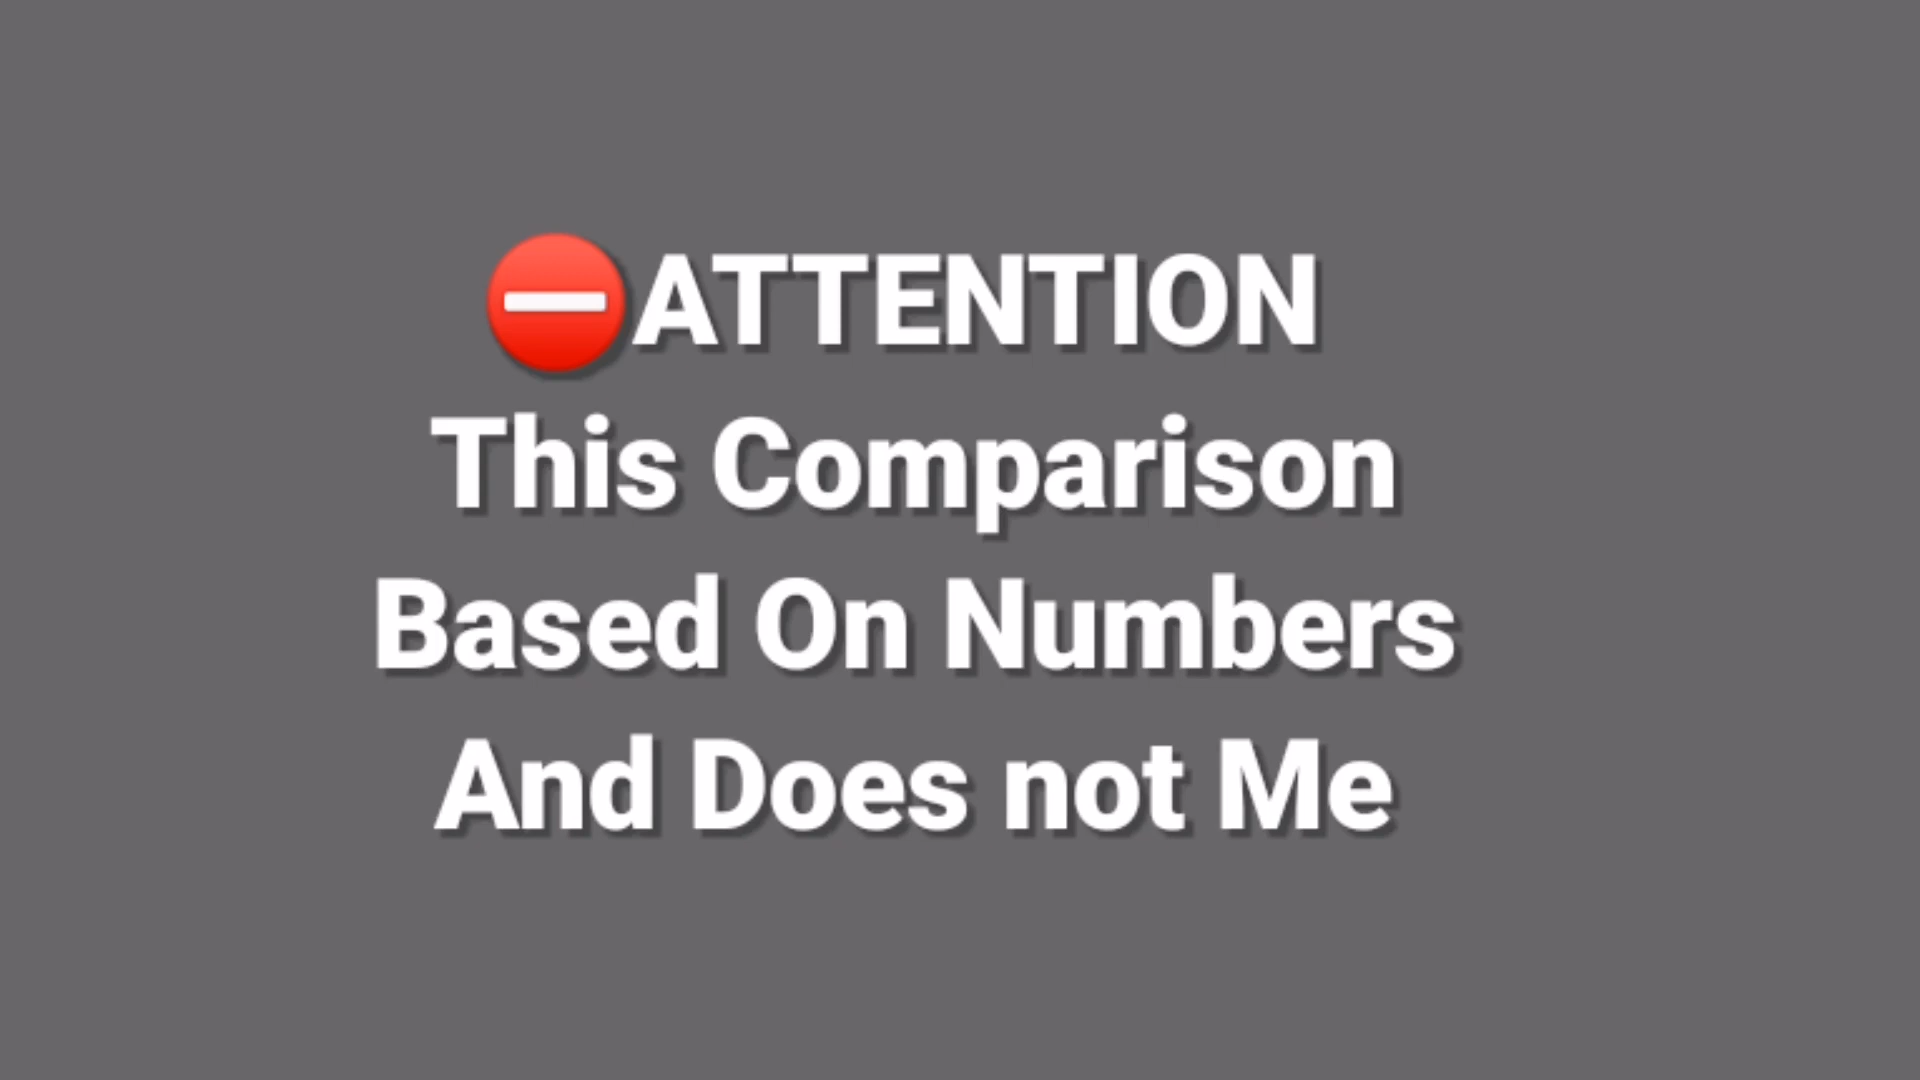 ⛔ATTENTION
This Comparison
Based On Numbers
And Does not Me